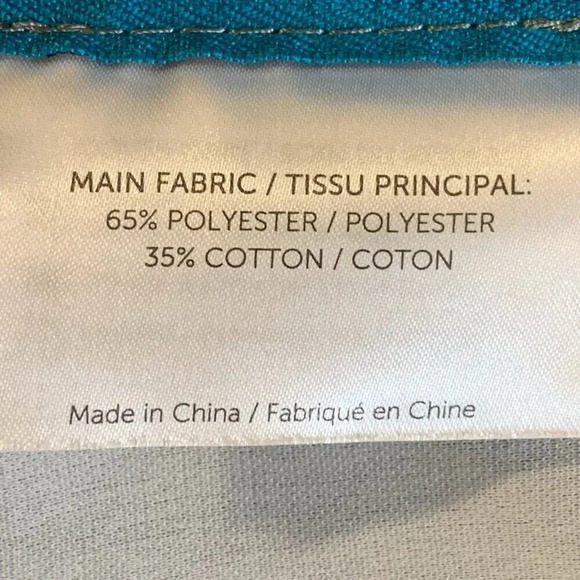 MAIN FABRIC / TISSU PRINCIPAL:
65% POLYESTER / POLYESTER
35% COTTON / COTON
Made in China / Fabriqué en Chine